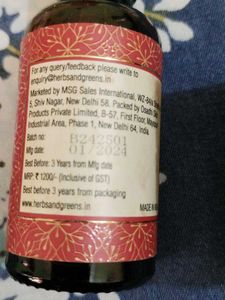 For any query/feedback please write to
enquiry@herbsandgreens.in
Marketed by MSG Sales International, WZ-94/4
5, Shiv Nagar, New Delhi 58. Packed by Osadhi
Products Private Limited, B-57, First Floor,
Industrial Area, Phase 1, New Delhi 64, India
Batch no: B242501
Mfg date: 01/2024
Best Before: 3 Years from Mfg date
MRP ₹ 1200/- (Inclusive of GST)
Best before 3 years from packaging
www.herbsandgreens.in
MADE IN